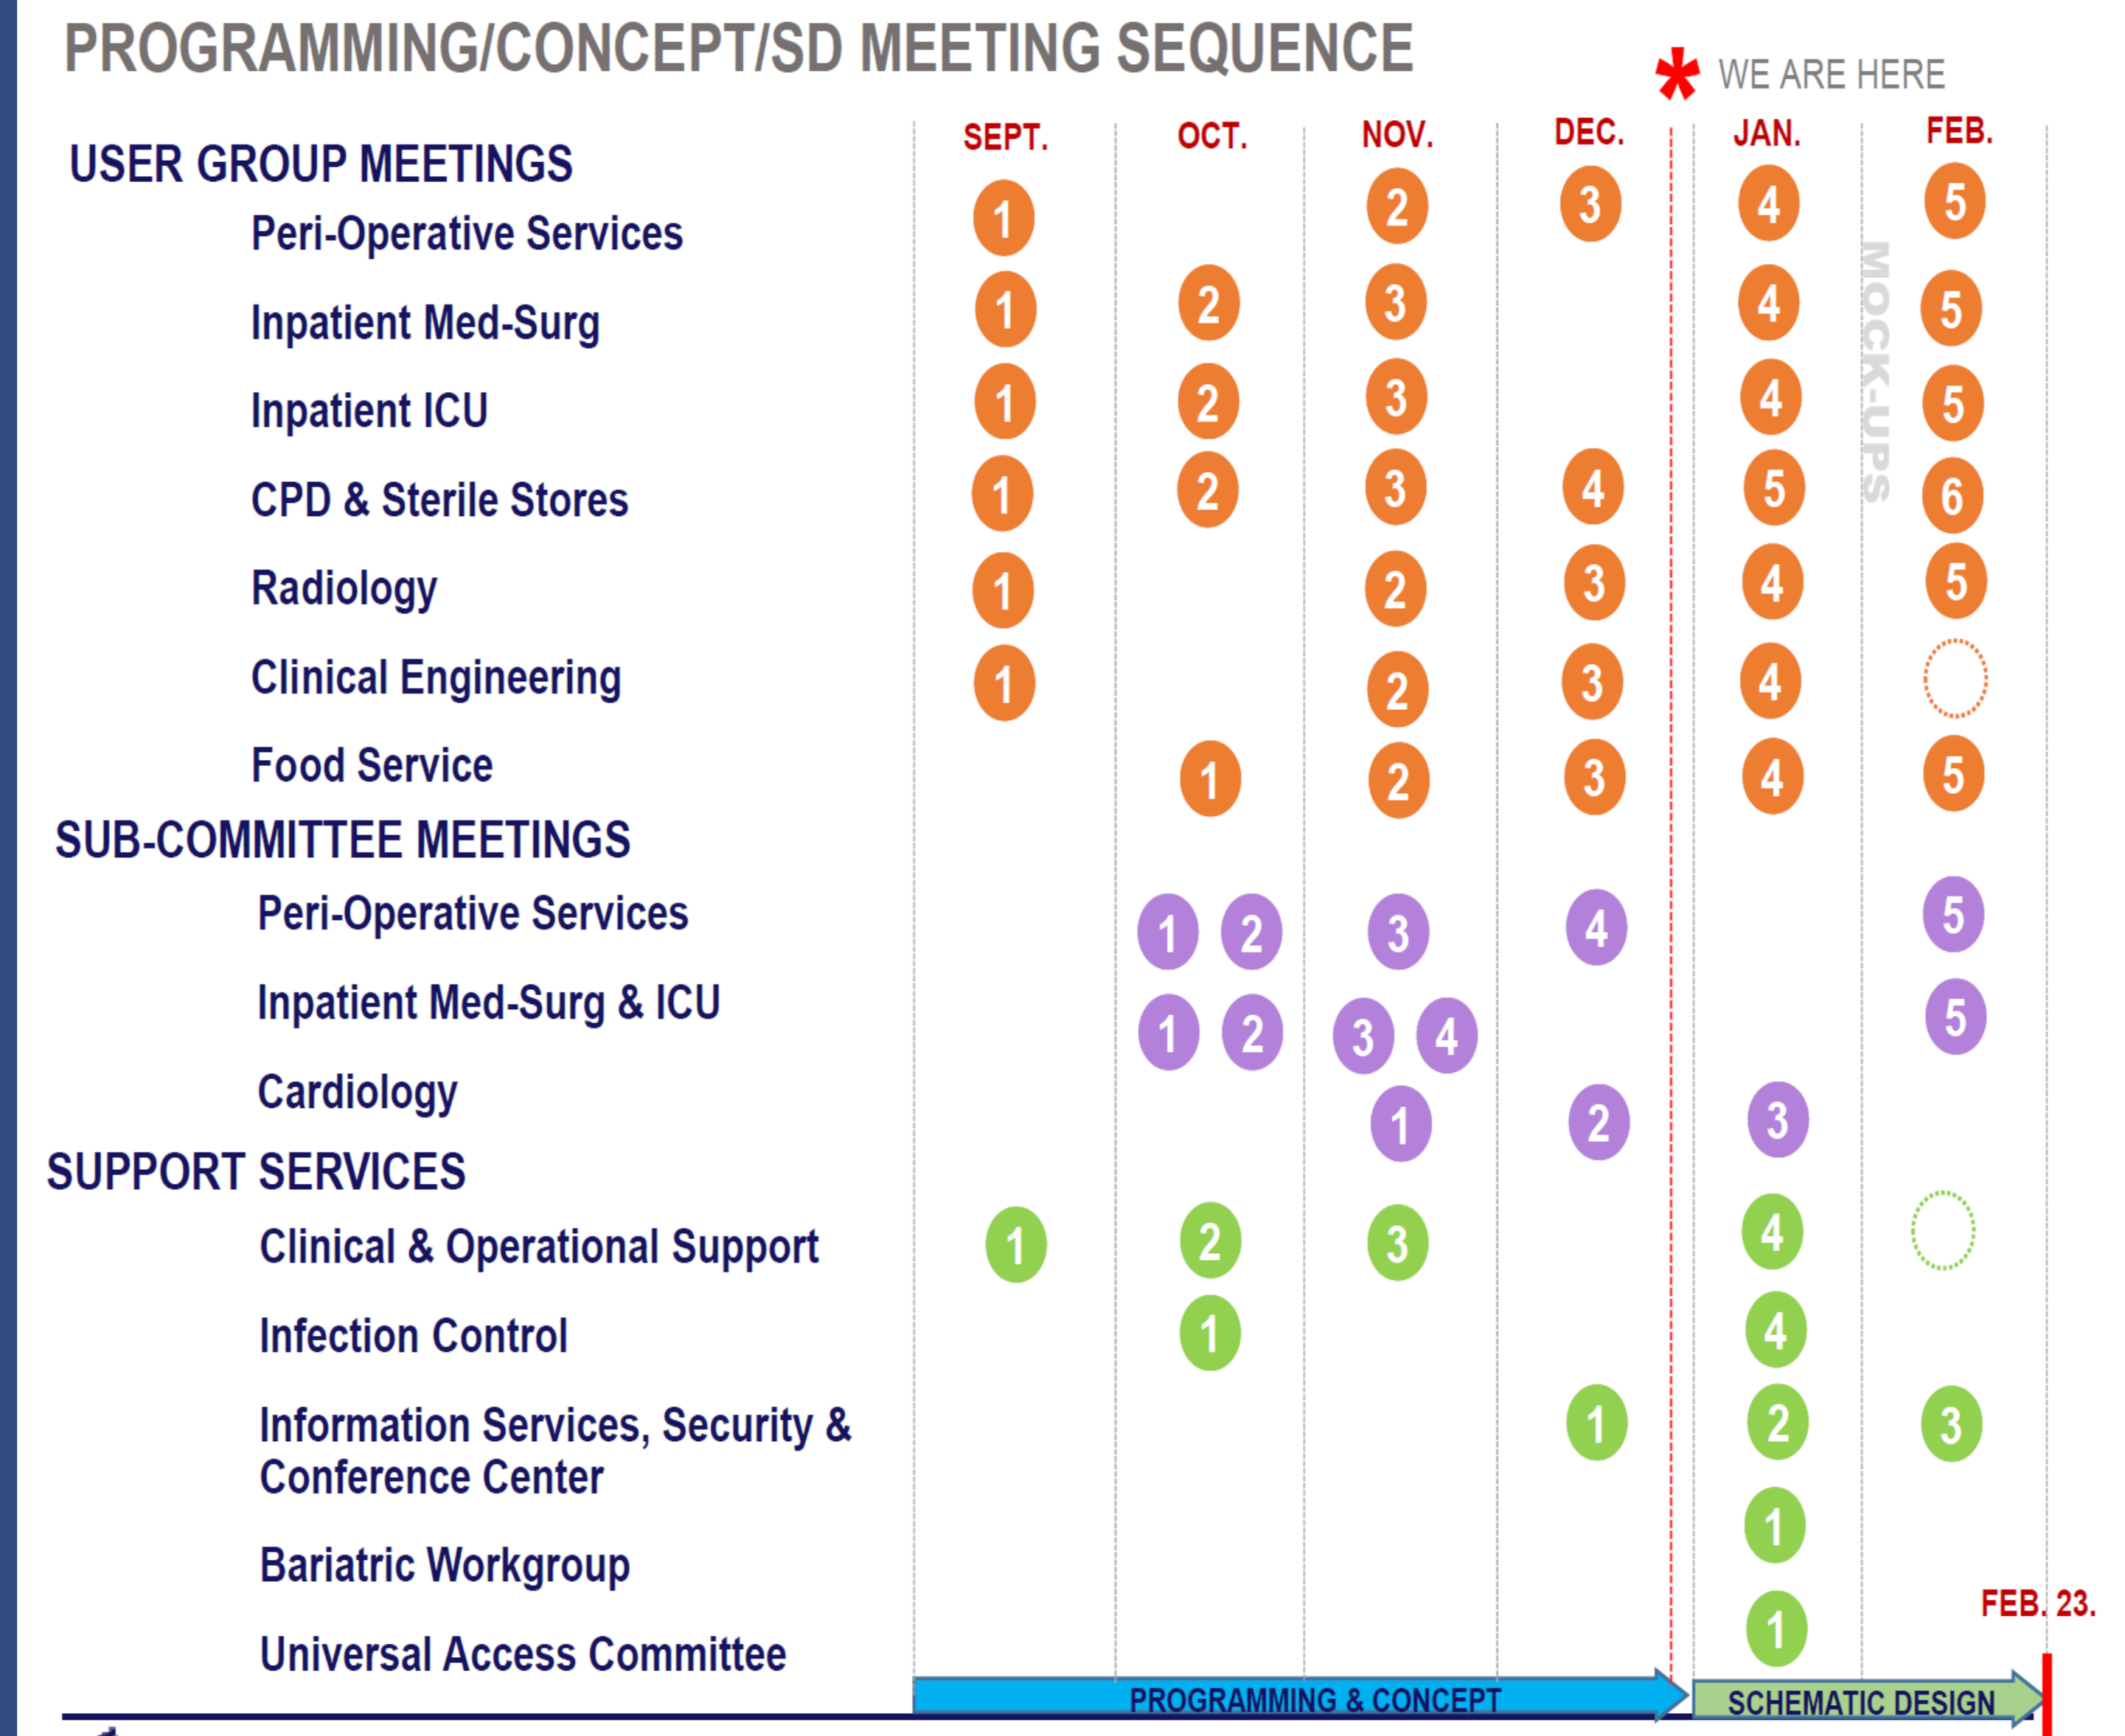 PROGRAMMING/CONCEPT/SD MEETING SEQUENCE
* WE ARE HERE
SEPT. OCT. NOV. DEC. JAN. FEB.
USER GROUP MEETINGS
Peri-Operative Services 1 2 3 4 5
Inpatient Med-Surg 1 2 3 4 5
Inpatient ICU 1 2 3 4 5
CPD & Sterile Stores 1 2 3 4 5 6
Radiology 1 2 3 4 5
Clinical Engineering 1 2 3 4
Food Service 1 2 3 4 5
MOCK-UPS
SUB-COMMITTEE MEETINGS
Peri-Operative Services 1 2 3 4 5
Inpatient Med-Surg & ICU 1 2 3 4 5
Cardiology 1 2 3
SUPPORT SERVICES
Clinical & Operational Support 1 2 3 4
Infection Control 1 4
Information Services, Security & 1 2 3
Conference Center
Bariatric Workgroup 1
Universal Access Committee 1
FEB. 23.
PROGRAMMING & CONCEPT
SCHEMATIC DESIGN